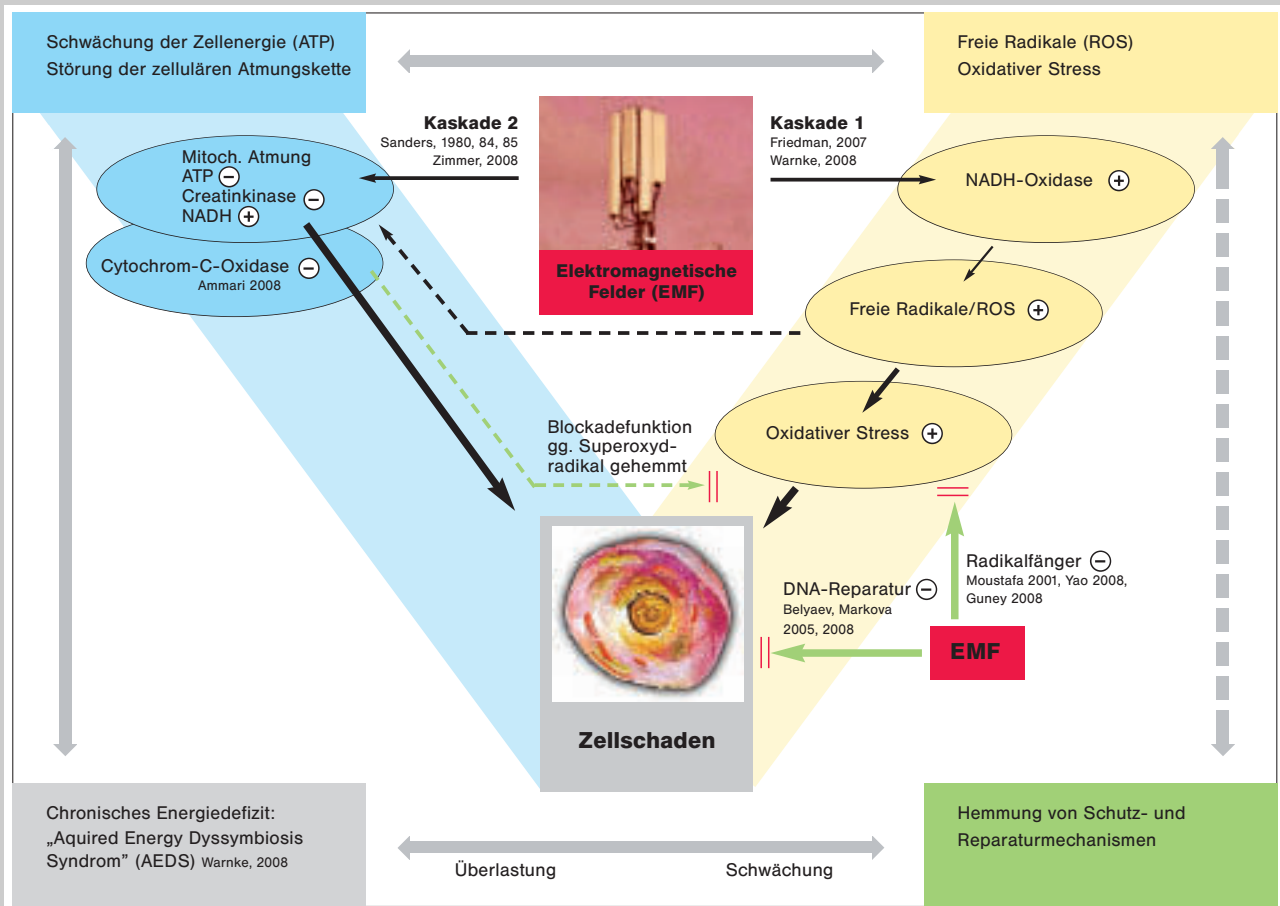 Schwächung der Zellenergie (ATP)
Störung der zellulären Atmungskette
Freie Radikale (ROS)
Oxidativer Stress
Kaskade 2
Sanders, 1980, 84, 85
Zimmer, 2008
Kaskade 1
Friedman, 2007
Warnke, 2008
Mitoch. Atmung
ATP −
Creatinkinase −
NADH +
NADH-Oxidase +
Cytochrom-C-Oxidase −
Ammari 2008
Elektromagnetische
Felder (EMF)
Freie Radikale/ROS +
Oxidativer Stress +
Blockadefunktion
gg. Superoxyd-
radikal gehemmt
Radikalfänger −
Moustafa 2001, Yao 2008,
Guney 2008
DNA-Reparatur −
Belyaev, Markova
2005, 2008
EMF
Zellschaden
Chronisches Energiedefizit:
„Aquired Energy Dyssymbiosis
Syndrom” (AEDS) Warnke, 2008
Überlastung
Schwächung
Hemmung von Schutz- und
Reparaturmechanismen